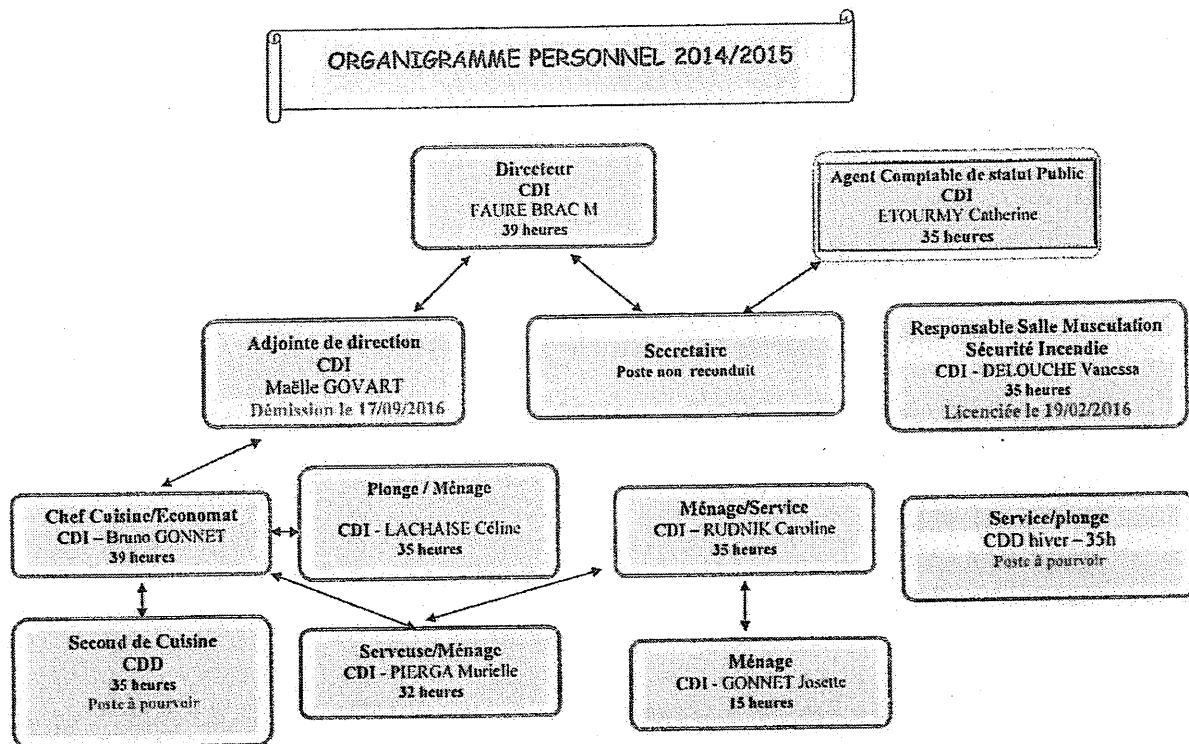 ORGANIGRAMME PERSONNEL 2014/2015
Directeur
CDI
FAURE BRAC M
39 heures
Agent Comptable de statut Public
CDI
ETOURMY Catherine
35 heures
Adjointe de direction
CDI
Maëlle GOVART
Démission le 17/09/2016
Secretaire
Poste non reconduit
Responsable Salle Musculation
Sécurité Incendie
CDI - DELOUCHE Vanessa
35 heures
Licenciée le 19/02/2016
Chef Cuisine/Economat
CDI – Bruno GONNET
39 heures
Plonge / Ménage
CDI - LACHAISE Céline
35 heures
Ménage/Service
CDI – RUDNIK Caroline
35 heures
Service/plonge
CDD hiver – 35h
Poste à pourvoir
Second de Cuisine
CDD
35 heures
Poste à pourvoir
Serveuse/Ménage
CDI - PIERGA Murielle
32 heures
Ménage
CDI - GONNET Josette
15 heures